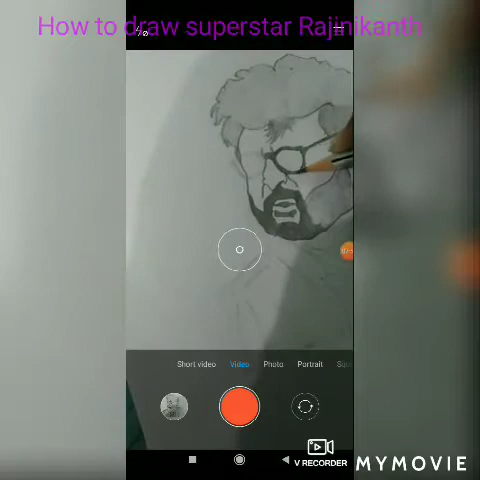 How to draw superstar Rajinikanth
Short video Video Photo Portrait
V RECORDER
MYMOVIE